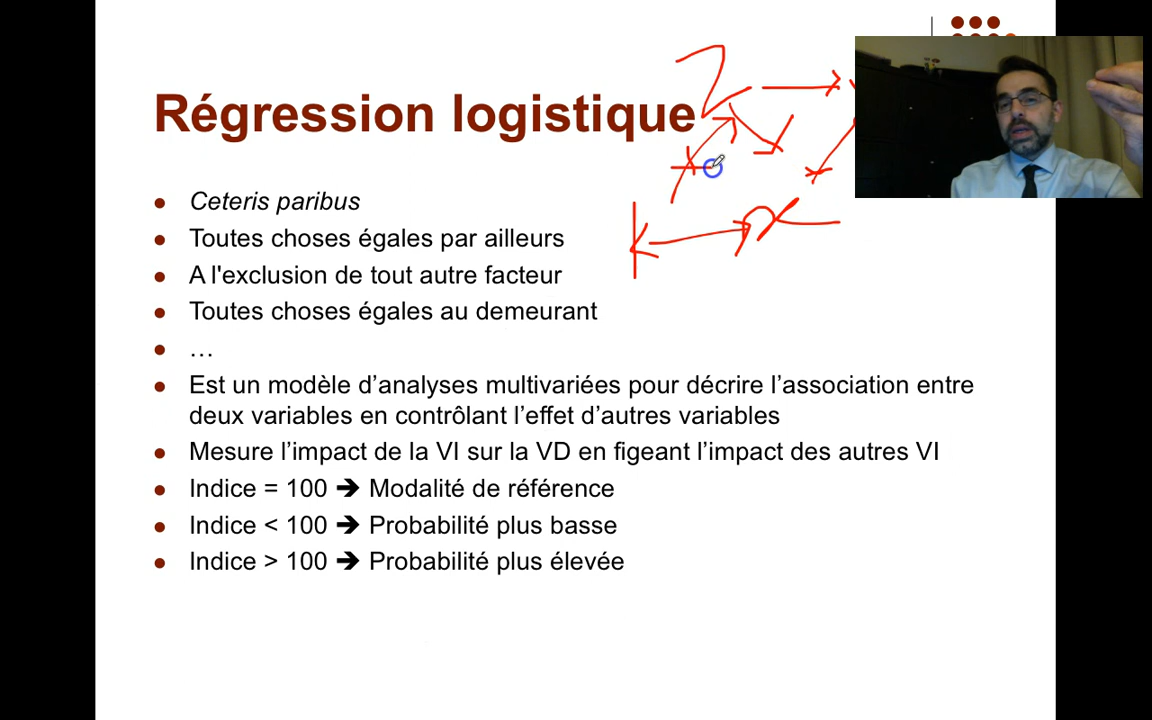 Régression logistique
Z
k
x
• Ceteris paribus
• Toutes choses égales par ailleurs
• A l'exclusion de tout autre facteur
• Toutes choses égales au demeurant
• …
• Est un modèle d’analyses multivariées pour décrire l’association entre
deux variables en contrôlant l’effet d’autres variables
• Mesure l’impact de la VI sur la VD en figeant l’impact des autres VI
• Indice = 100 ➔ Modalité de référence
• Indice < 100 ➔ Probabilité plus basse
• Indice > 100 ➔ Probabilité plus élevée